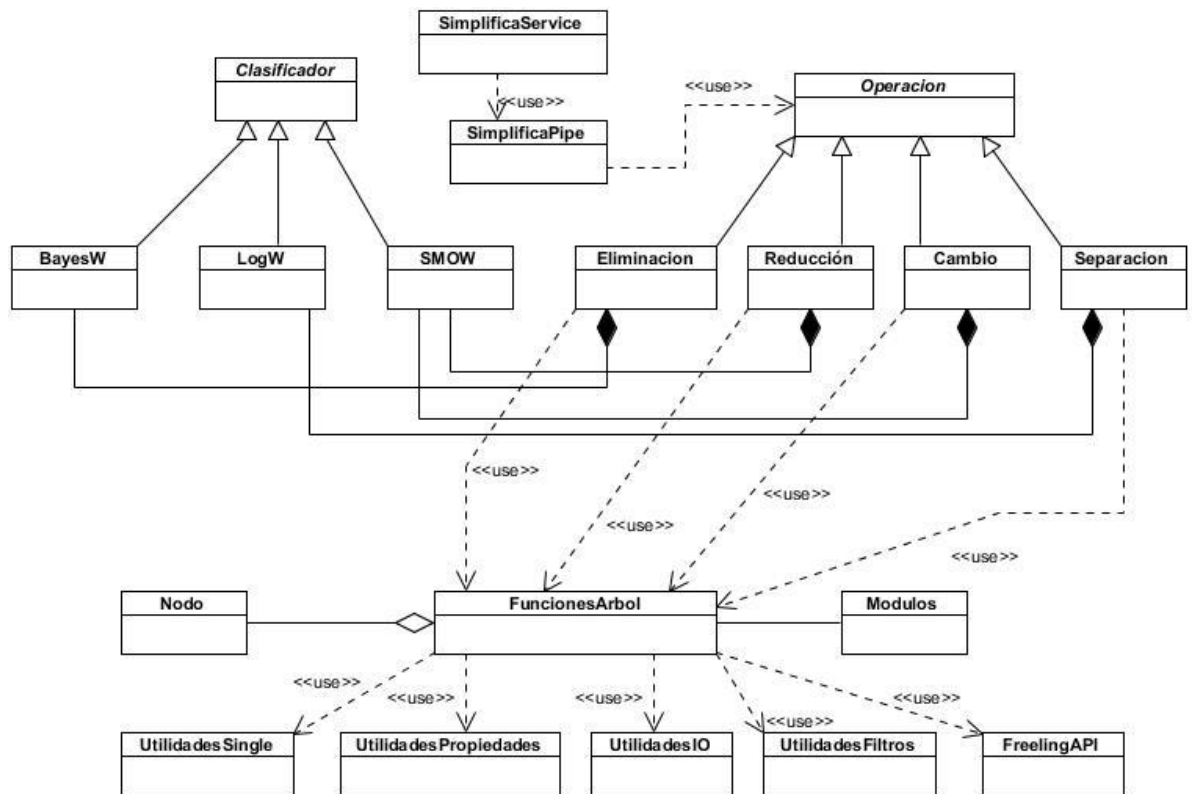 SimplificaService
Clasificador
Operacion
<<use>>
<<use>>
SimplificaPipe
BayesW
LogW
SMOW
Eliminacion
Reducción
Cambio
Separacion
<<use>>
<<use>>
<<use>>
<<use>>
Nodo
FuncionesArbol
Modulos
<<use>>
<<use>>
<<use>>
<<use>>
<<use>>
UtilidadesSingle
UtilidadesPropiedades
UtilidadesIO
UtilidadesFiltros
FreelingAPI